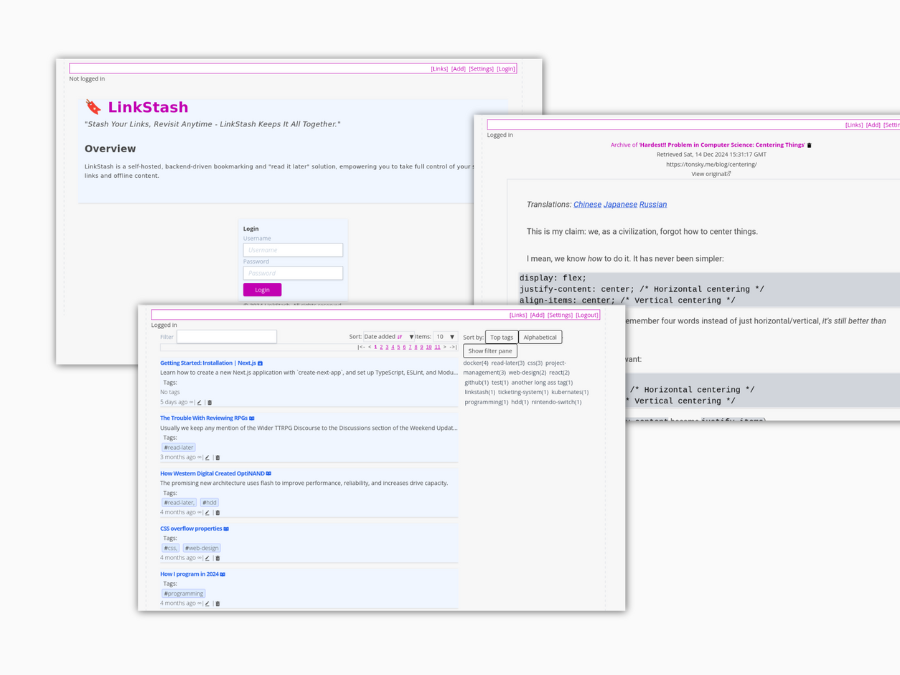 [Links] [Add] [Settings] [Login]
Not logged in
LinkStash
"Stash Your Links, Revisit Anytime - LinkStash Keeps It All Together."
Overview
LinkStash is a self-hosted, backend-driven bookmarking and "read it later" solution, empowering you to take full control of your
links and offline content.
Login
Username
Username
Password
Password
Login
[Links] [Add]
Logged in
Archive of 'Hardest Problem in Computer Science: Centering Things'
Retrieved Sat, 14 Dec 2024 15:31:17 GMT
https://tonsky.me/blog/centering/
View original
Translations: Chinese Japanese Russian
This is my claim: we, as a civilization, forgot how to center things.
I mean, we know how to do it. It has never been simpler:
display: flex;
justify-content: center; /* Horizontal centering */
align-items: center; /* Vertical centering */
emember four words instead of just horizontal/vertical, it's still better than
want:
/* Horizontal centering */
* Vertical centering */
[Links] [Add] [Settings] [Logout]
Logged in
Filter
Sort: Date added Items: 10
|<- < 1 2 3 4 5 6 7 8 9 10 11 > ->|
Getting Started: Installation | Next.js
Learn how to create a new Next.js application with `create-next-app`, and set up TypeScript, ESLint, and Modu...
Tags:
No tags
5 days ago
The Trouble With Reviewing RPGs
Usually we keep any mention of the Wider TTRPG Discourse to the Discussions section of the Weekend Updat...
Tags:
#read-later
3 months ago
How Western Digital Created OptiNAND
The promising new architecture uses flash to improve performance, reliability, and increases drive capacity.
Tags:
#read-later, #hdd
4 months ago
CSS overflow properties
Tags:
#css, #web-design
4 months ago
How I program in 2024
Tags:
#programming
4 months ago
Sort by: Top tags Alphabetical
Show filter pane
docker(4) read-later(3) css(3) project-
management(3) web-design(2) react(2)
github(1) test(1) another long ass tag(1)
linkstash(1) ticketing-system(1) kubernetes(1)
programming(1) hdd(1) nintendo-switch(1)